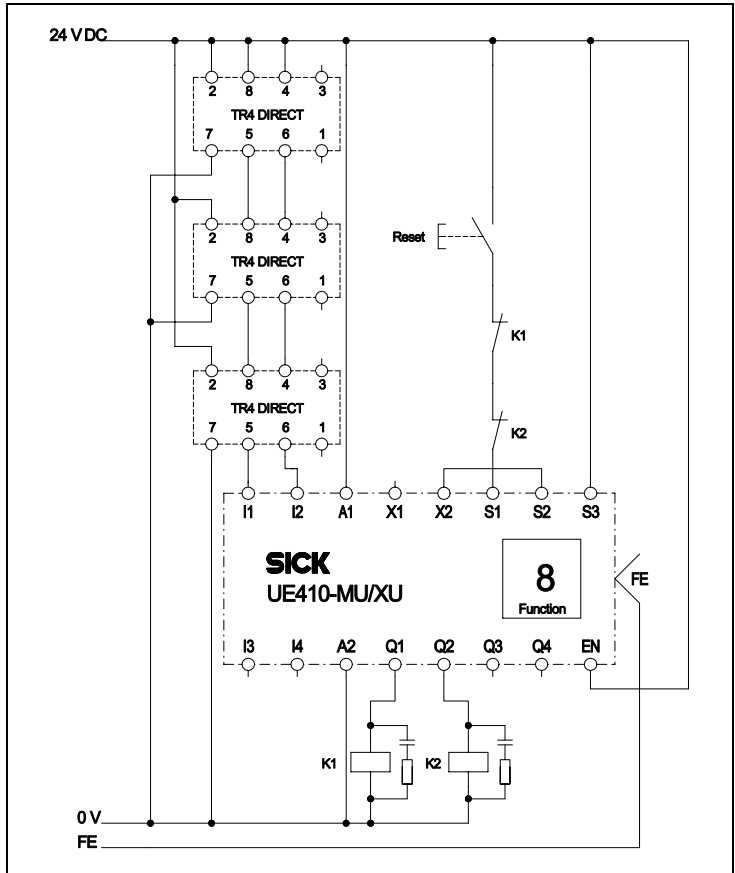 24 V DC
2 8 4 3
TR4 DIRECT
7 5 6 1
2 8 4 3
TR4 DIRECT
7 5 6 1
2 8 4 3
TR4 DIRECT
7 5 6 1
Reset
K1
K2
I1 I2 A1 X1 X2 S1 S2 S3
SICK
UE410-MU/XU
8
Function
FE
I3 I4 A2 Q1 Q2 Q3 Q4 EN
K1 K2
0 V
FE